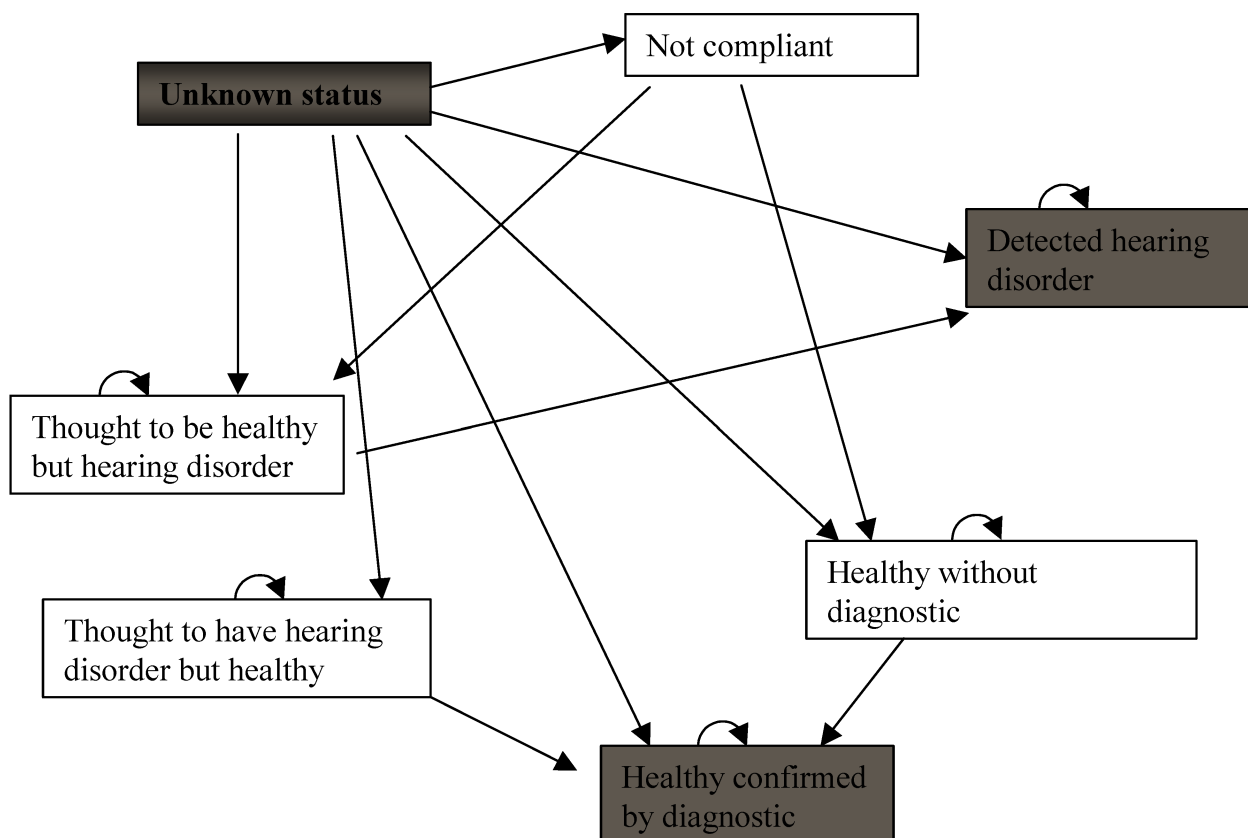 Not compliant
Unknown status
Detected hearing
disorder
Thought to be healthy
but hearing disorder
Healthy without
diagnostic
Thought to have hearing
disorder but healthy
Healthy confirmed
by diagnostic